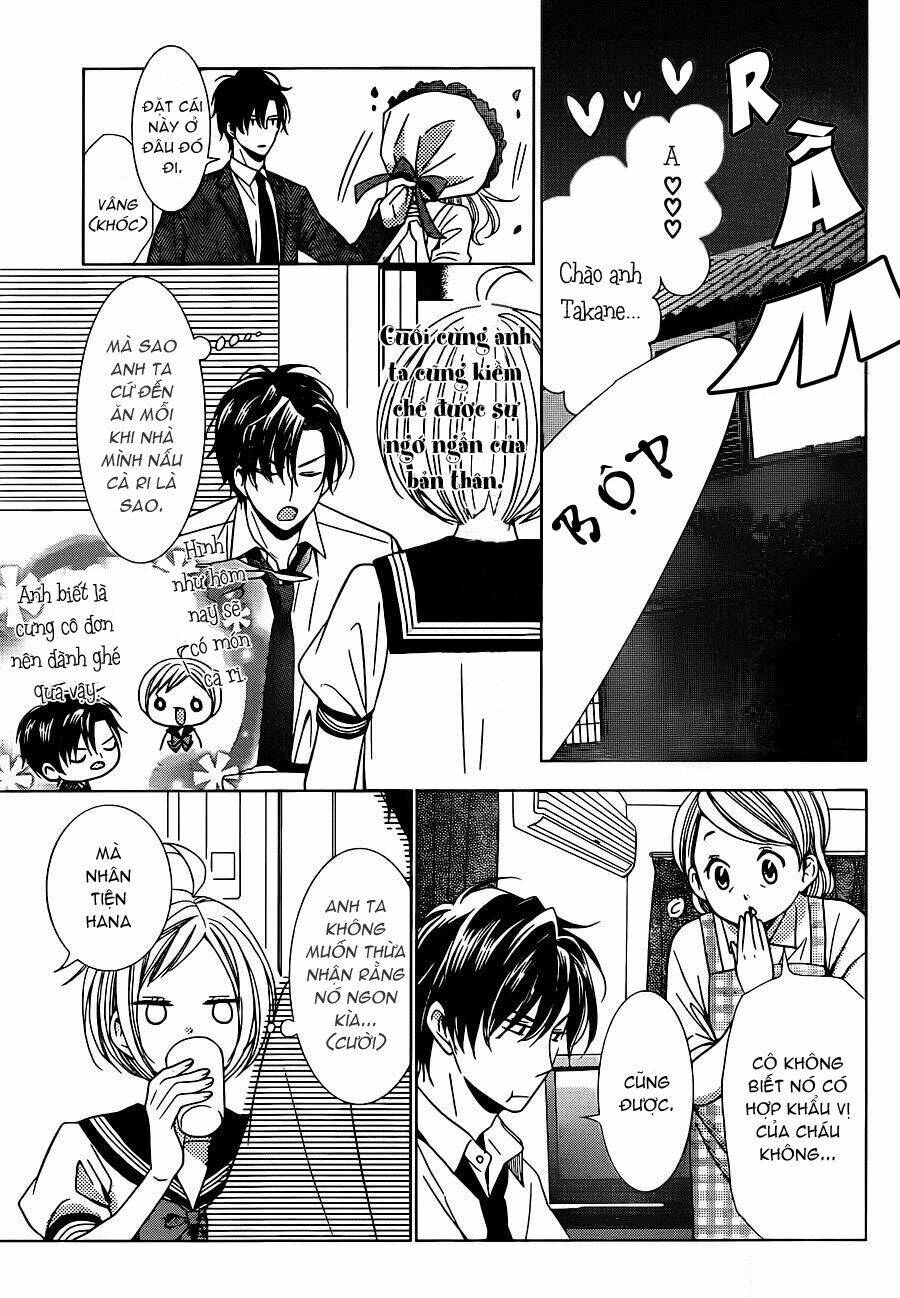 RẦM
A
Chào anh
Takane...
BỘP
ĐẶT CÁI
NÀY Ở
ĐÂU ĐÓ
ĐI.
VÂNG
(KHÓC)
Cuối cũng anh
ta cũng kiềm
chế được sự
ngớ ngẩn của
bản thân.
MÀ SAO
ANH TA
CỨ ĐẾN
ĂN MỖI
KHI NHÀ
MÌNH NẤU
CÀ RI LÀ
SAO.
Hình
như hôm
nay sẽ
có món
cà ri.
Anh biết là
cưng cô đơn
nên đành ghé
qua vậy.
CÔ KHÔNG
BIẾT NÓ CÓ
HỢP KHẨU VỊ
CỦA CHÁU
KHÔNG...
CŨNG
ĐƯỢC.
ANH TA
KHÔNG
MUỐN THỪA
NHẬN RẰNG
NÓ NGON
KÌA...
(CƯỜI)
MÀ
NHÂN
TIỆN
HANA